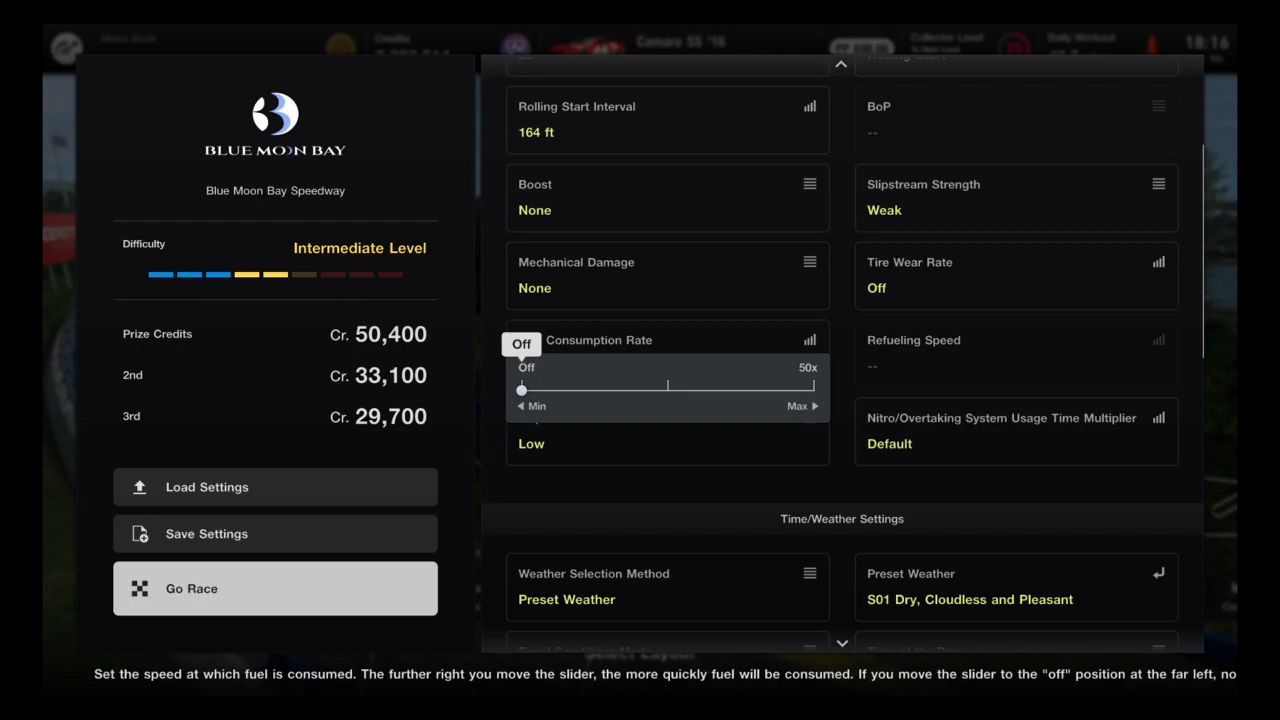 Credits
Camaro SS '16
Collector Level
Daily Workout
18:16
BLUE MOON BAY
Blue Moon Bay Speedway
Difficulty
Intermediate Level
Prize Credits
Cr. 50,400
2nd
Cr. 33,100
3rd
Cr. 29,700
Load Settings
Save Settings
Go Race
Rolling Start Interval
164 ft
BoP
--
Boost
None
Slipstream Strength
Weak
Mechanical Damage
None
Tire Wear Rate
Off
Off
Consumption Rate
Off
50x
Min
Max
Refueling Speed
--
Low
Nitro/Overtaking System Usage Time Multiplier
Default
Time/Weather Settings
Weather Selection Method
Preset Weather
Preset Weather
S01 Dry, Cloudless and Pleasant
Set the speed at which fuel is consumed. The further right you move the slider, the more quickly fuel will be consumed. If you move the slider to the "off" position at the far left, no